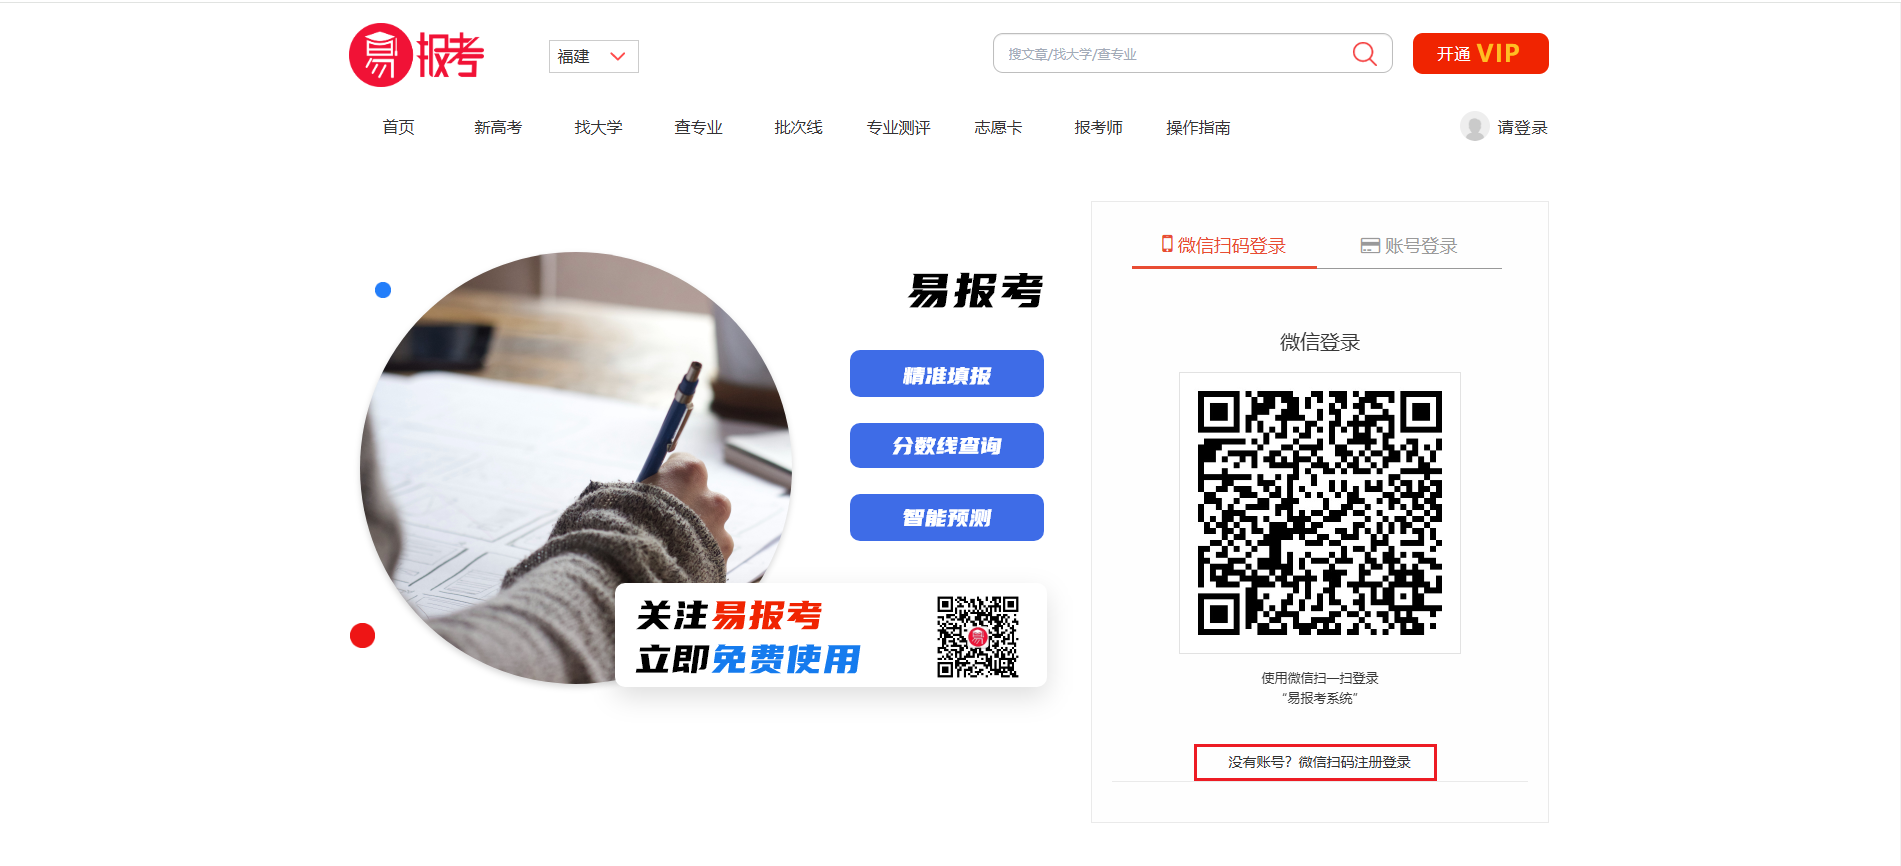 易报考
福建
搜文章/找大学/查专业
开通 VIP
首页 新高考 找大学 查专业 批次线 专业测评 志愿卡 报考师 操作指南
请登录
易报考
精准填报
分数线查询
智能预测
关注易报考
立即免费使用
易
微信扫码登录 账号登录
微信登录
使用微信扫一扫登录
“易报考系统”
没有账号？微信扫码注册登录